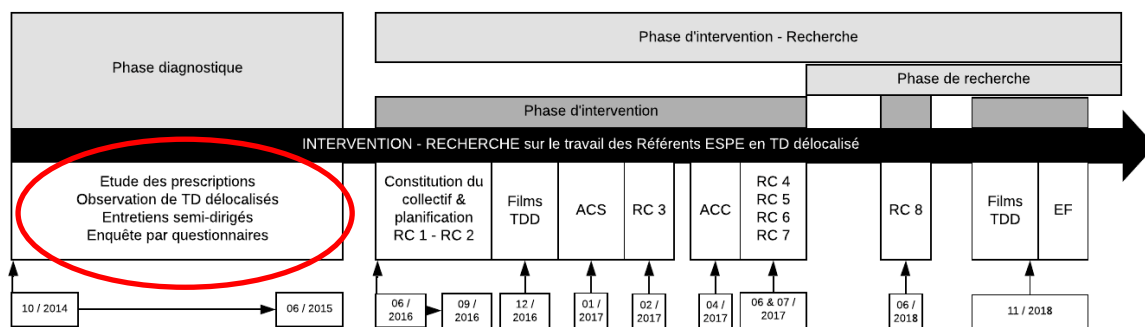 Phase diagnostique
Phase d'intervention - Recherche
Phase de recherche
Phase d'intervention
INTERVENTION - RECHERCHE sur le travail des Référents ESPE en TD délocalisé
Etude des prescriptions
Observation de TD délocalisés
Entretiens semi-dirigés
Enquête par questionnaires
Constitution du
collectif &
planification
RC 1 - RC 2
Films
TDD
ACS
RC 3
ACC
RC 4
RC 5
RC 6
RC 7
RC 8
Films
TDD
EF
10 / 2014
06 / 2015
06 /
2016
09 /
2016
12 /
2016
01 /
2017
02 /
2017
04 /
2017
06 & 07 /
2017
06 /
2018
11 / 2018